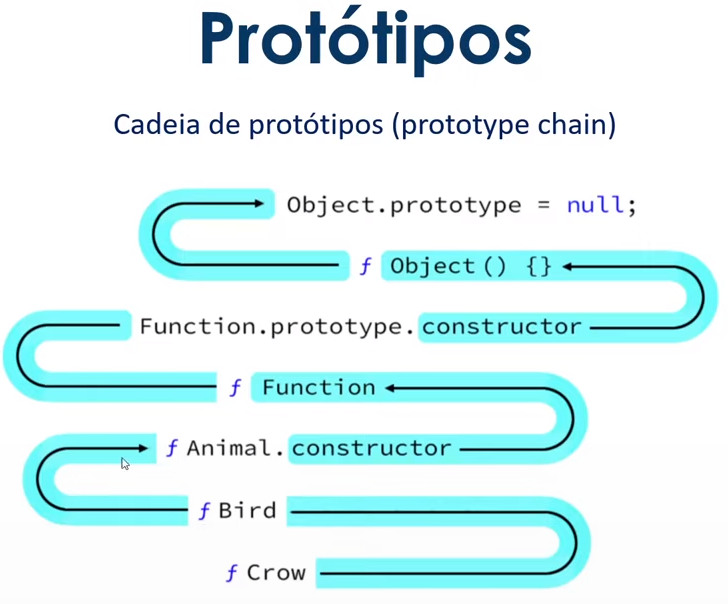 Protótipos
Cadeia de protótipos (prototype chain)
Object.prototype = null;
f Object() {}
Function.prototype.constructor
f Function
f Animal.constructor
f Bird
f Crow